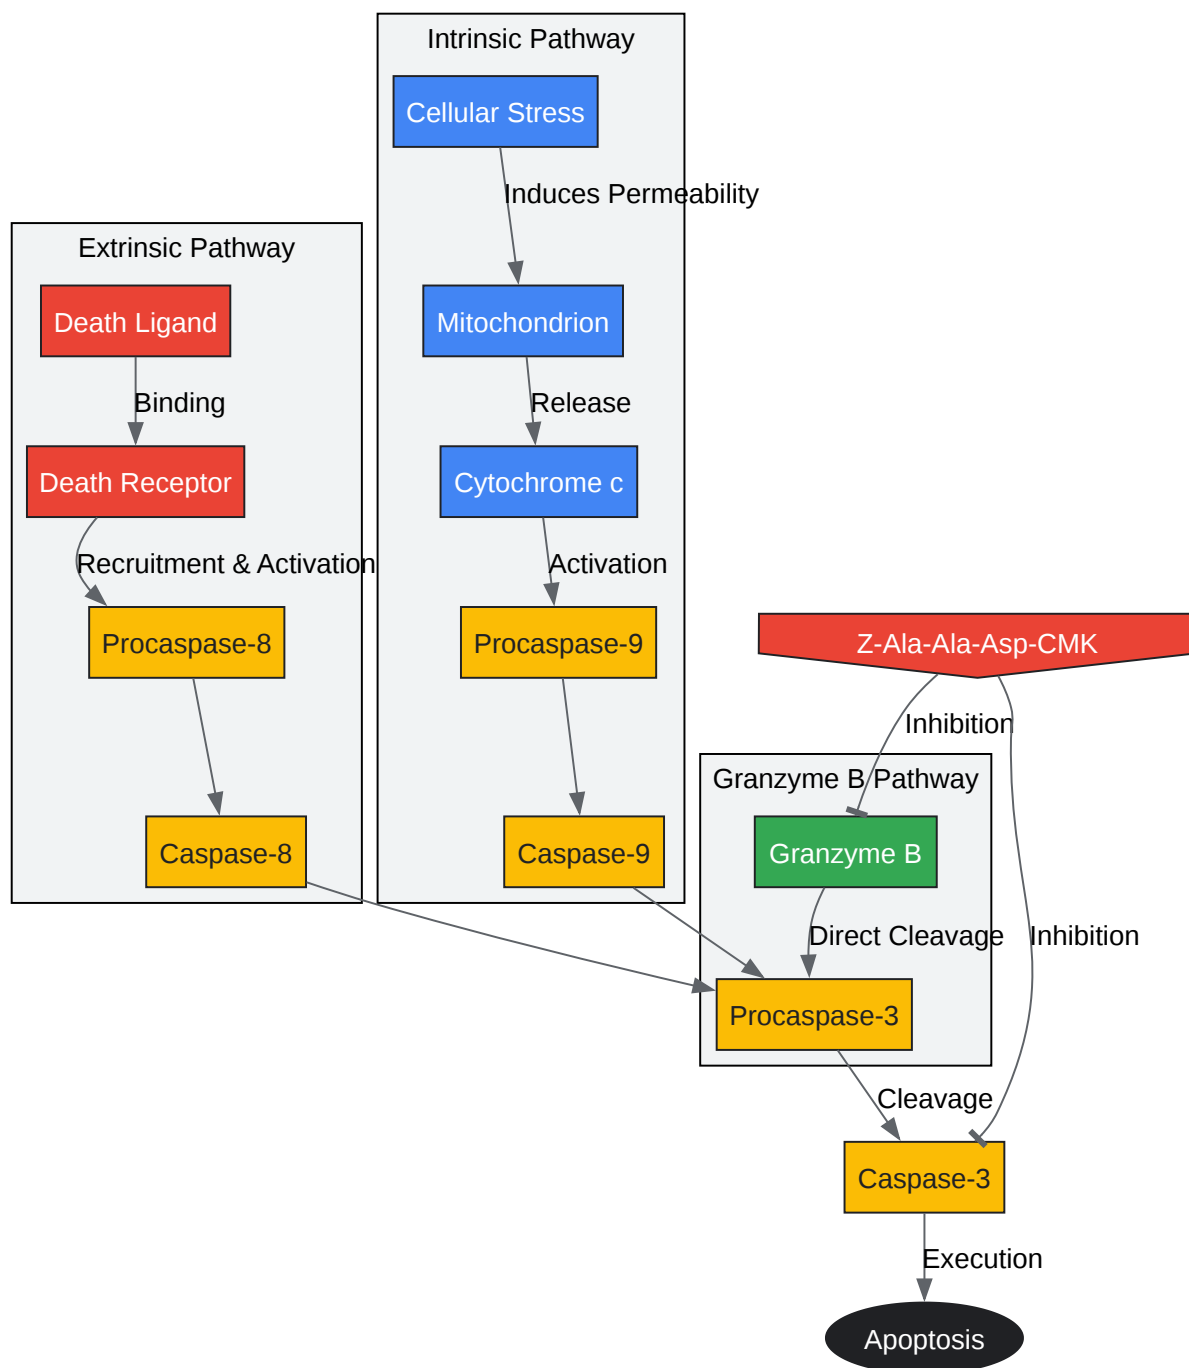 Intrinsic Pathway
Cellular Stress
Induces Permeability
Extrinsic Pathway
Death Ligand
Mitochondrion
Binding
Release
Death Receptor
Cytochrome c
Recruitment & Activation
Activation
Procaspase-8
Procaspase-9
Z-Ala-Ala-Asp-CMK
Inhibition
Granzyme B Pathway
Caspase-8
Caspase-9
Granzyme B
Direct Cleavage
Inhibition
Procaspase-3
Cleavage
Caspase-3
Execution
Apoptosis